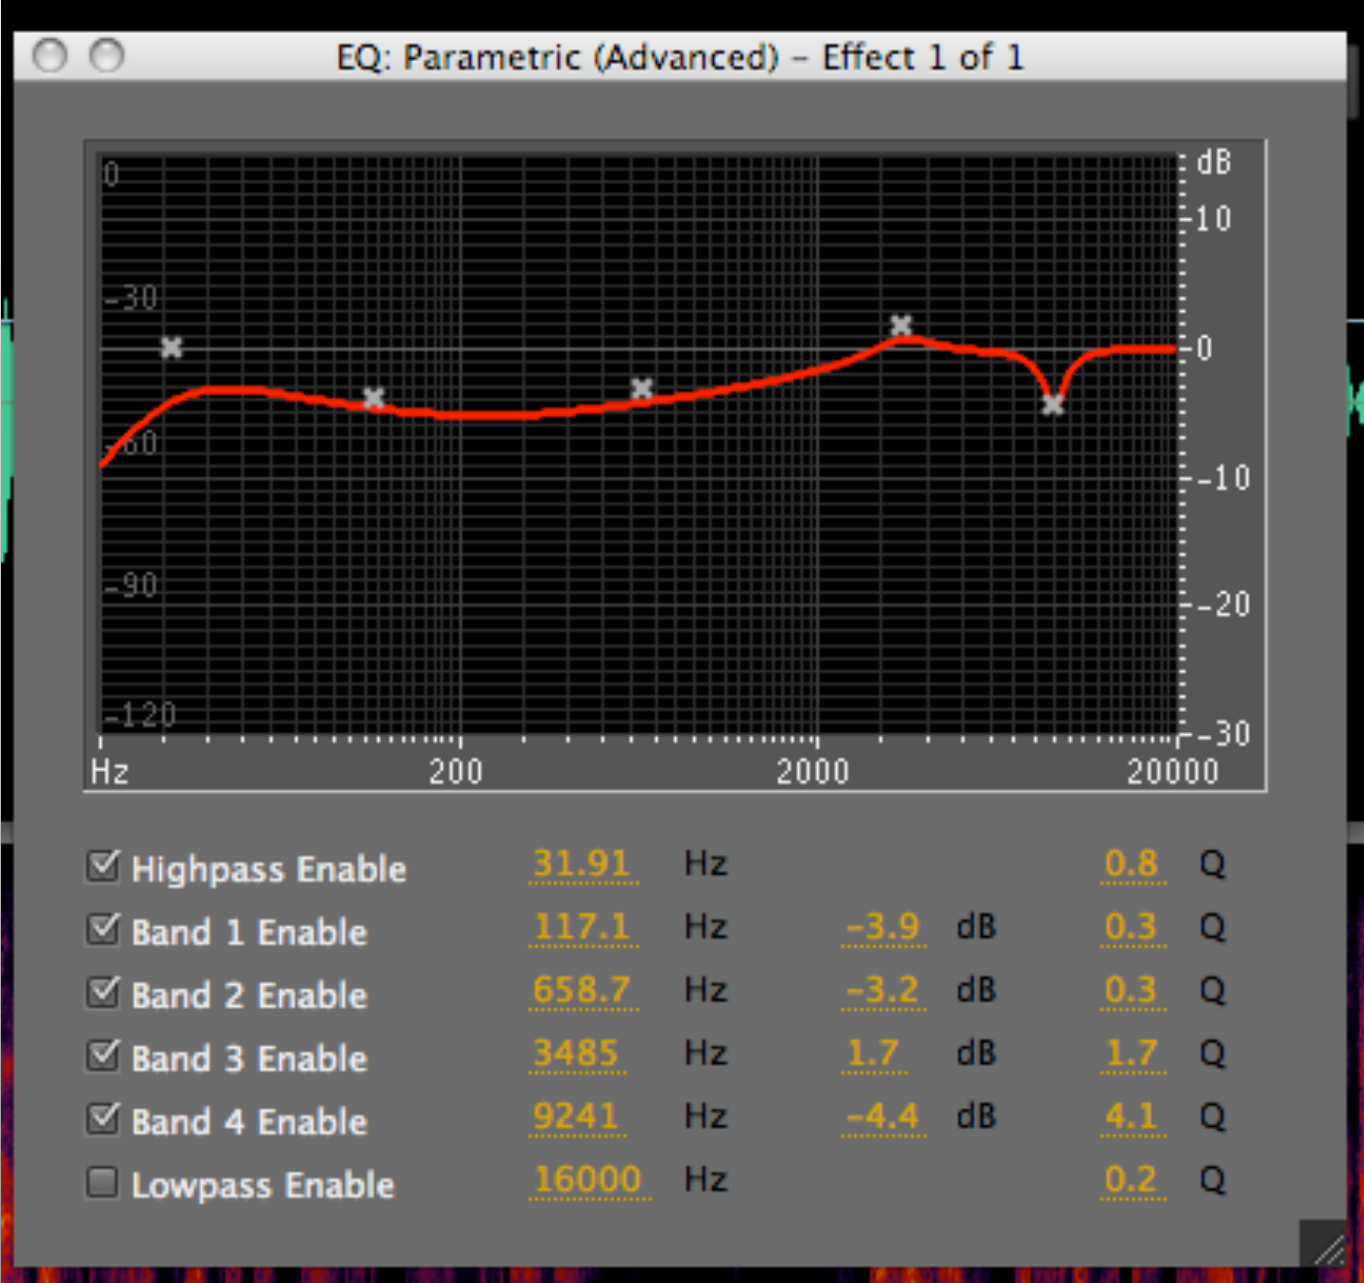 EQ: Parametric (Advanced) – Effect 1 of 1
0
dB
10
-30
0
-60
-10
-90
-20
-120
-30
Hz 200 2000 20000
Highpass Enable 31.91 Hz 0.8 Q
Band 1 Enable 117.1 Hz -3.9 dB 0.3 Q
Band 2 Enable 658.7 Hz -3.2 dB 0.3 Q
Band 3 Enable 3485 Hz 1.7 dB 1.7 Q
Band 4 Enable 9241 Hz -4.4 dB 4.1 Q
Lowpass Enable 16000 Hz 0.2 Q